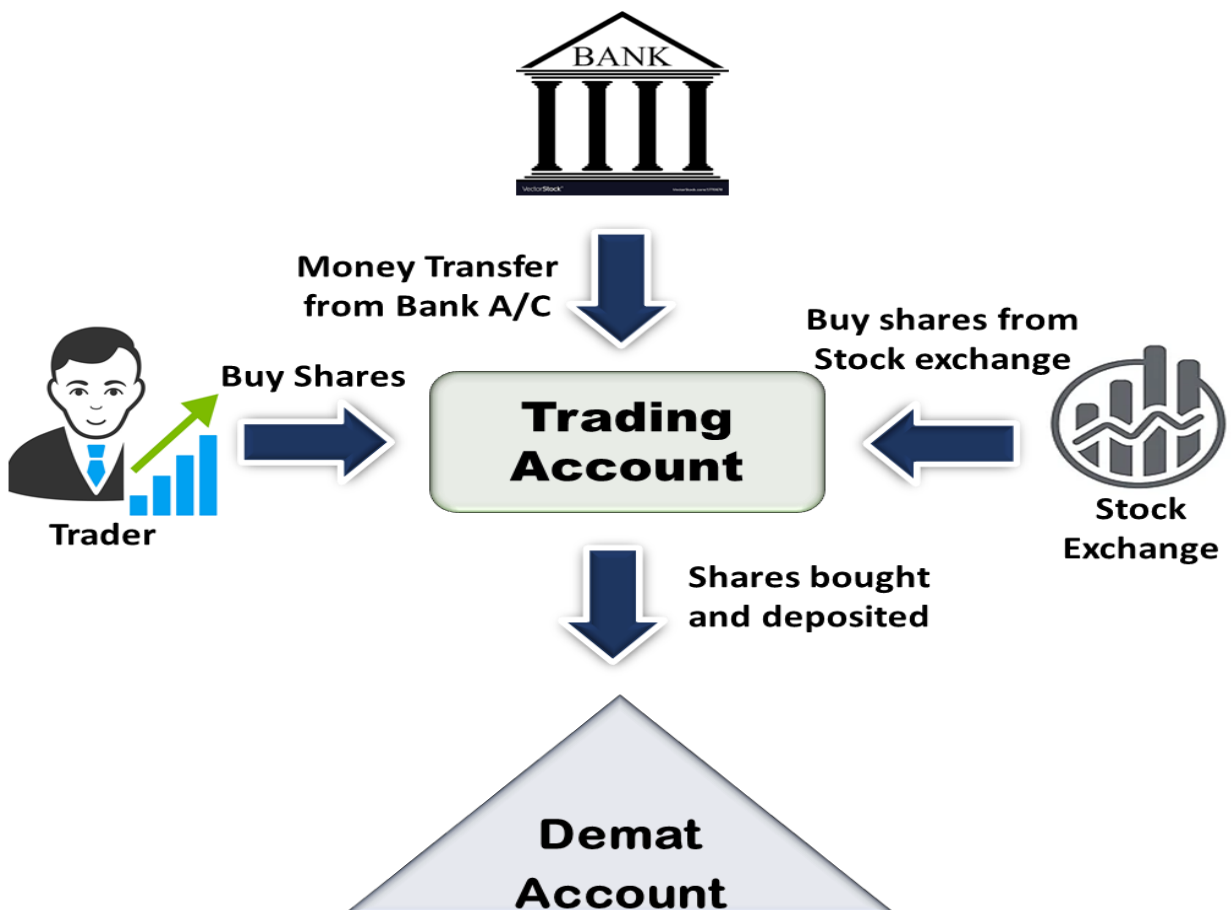 BANK
VectorStock®
Money Transfer
from Bank A/C
Buy shares from
Stock exchange
Buy Shares
Trading
Account
Trader
Stock
Exchange
Shares bought
and deposited
Demat
Account